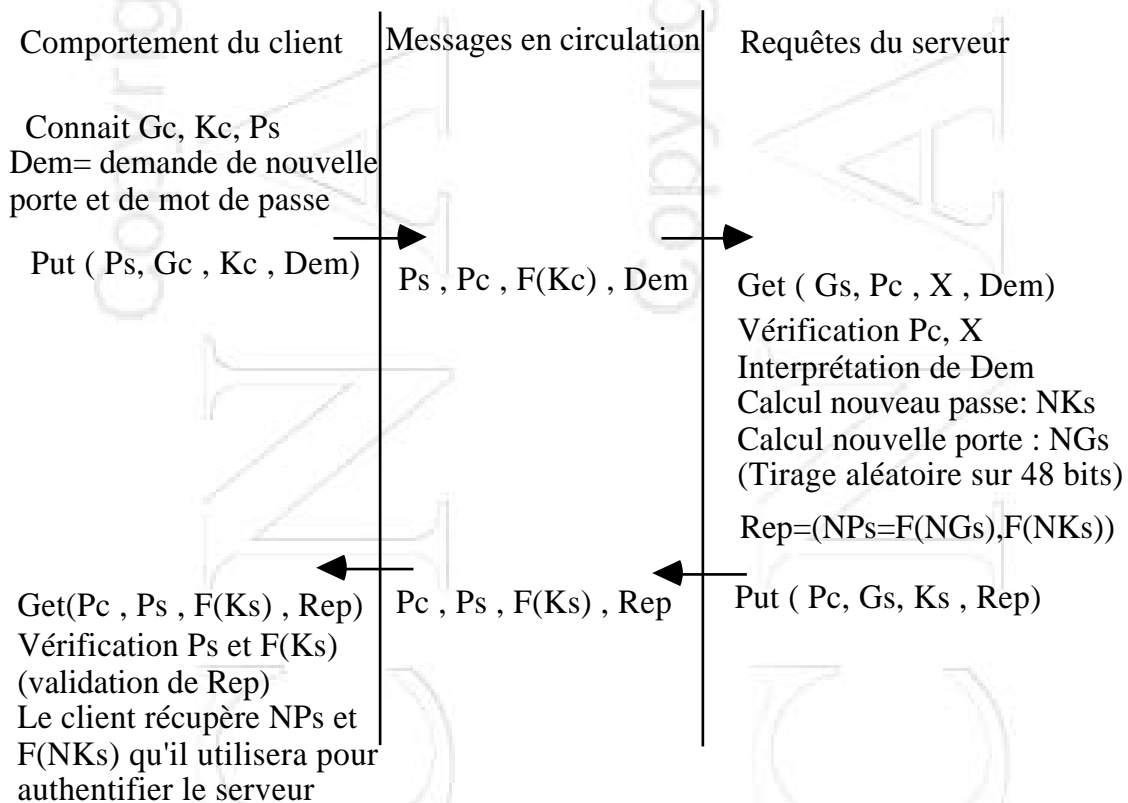 Comportement du client
Messages en circulation
Requêtes du serveur
Connait Gc, Kc, Ps
Dem= demande de nouvelle
porte et de mot de passe
Put ( Ps, Gc , Kc , Dem)
Ps , Pc , F(Kc) , Dem
Get ( Gs, Pc , X , Dem)
Vérification Pc, X
Interprétation de Dem
Calcul nouveau passe: NKs
Calcul nouvelle porte : NGs
(Tirage aléatoire sur 48 bits)
Rep=(NPs=F(NGs),F(NKs))
Put ( Pc, Gs, Ks , Rep)
Pc , Ps , F(Ks) , Rep
Get(Pc , Ps , F(Ks) , Rep)
Vérification Ps et F(Ks)
(validation de Rep)
Le client récupère NPs et
F(NKs) qu'il utilisera pour
authentifier le serveur